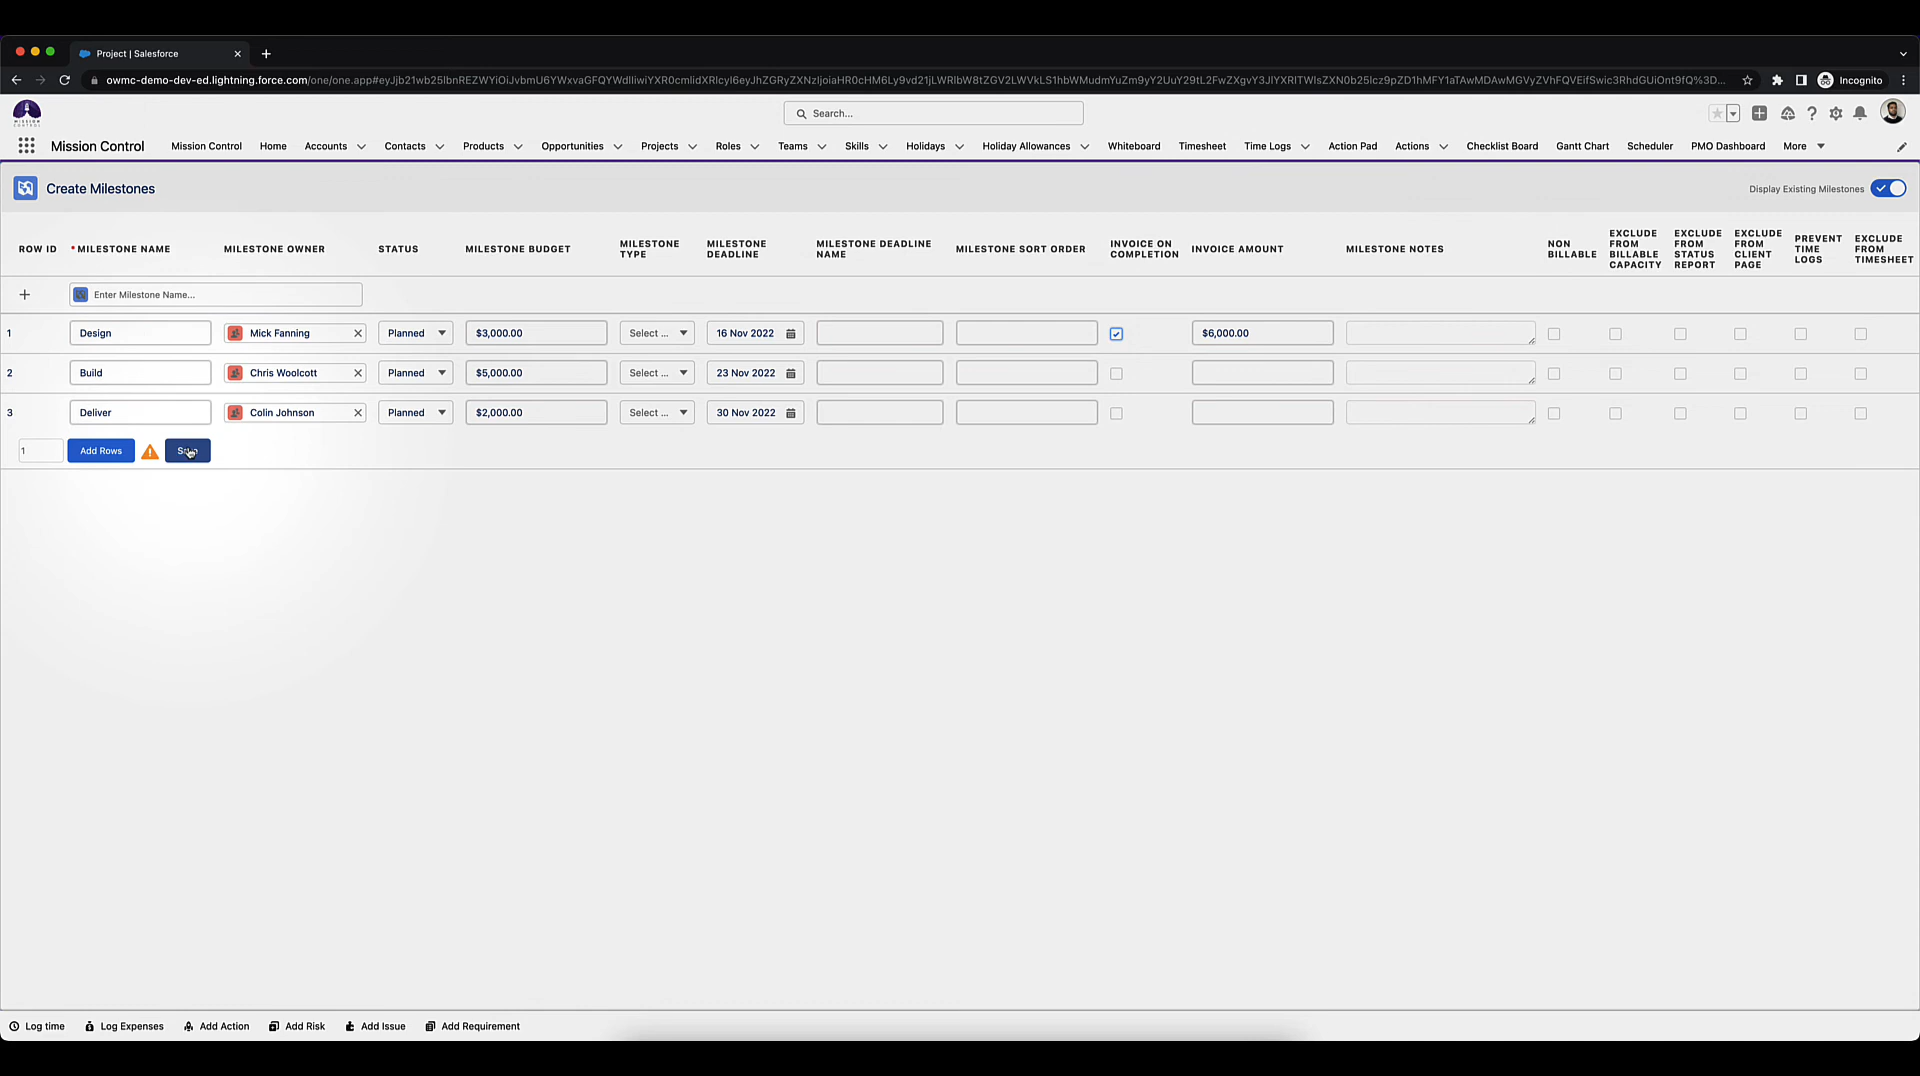 Project | Salesforce
owmc-demo-dev-ed.lightning.force.com
Incognito
Search...
Mission Control
Mission Control Home Accounts Contacts Products Opportunities Projects Roles Teams Skills Holidays Holiday Allowances Whiteboard Timesheet Time Logs Action Pad Actions Checklist Board Gantt Chart Scheduler PMO Dashboard More
Create Milestones
Display Existing Milestones
ROW ID * MILESTONE NAME MILESTONE OWNER STATUS MILESTONE BUDGET MILESTONE TYPE MILESTONE DEADLINE MILESTONE DEADLINE NAME MILESTONE SORT ORDER INVOICE ON COMPLETION INVOICE AMOUNT MILESTONE NOTES NON BILLABLE EXCLUDE FROM BILLABLE CAPACITY EXCLUDE FROM STATUS REPORT EXCLUDE FROM CLIENT PAGE PREVENT TIME LOGS EXCLUDE FROM TIMESHEET
Enter Milestone Name...
1 Design Mick Fanning Planned $3,000.00 Select ... 16 Nov 2022 $6,000.00
2 Build Chris Woolcott Planned $5,000.00 Select ... 23 Nov 2022
3 Deliver Colin Johnson Planned $2,000.00 Select ... 30 Nov 2022
1 Add Rows
Log time Log Expenses Add Action Add Risk Add Issue Add Requirement